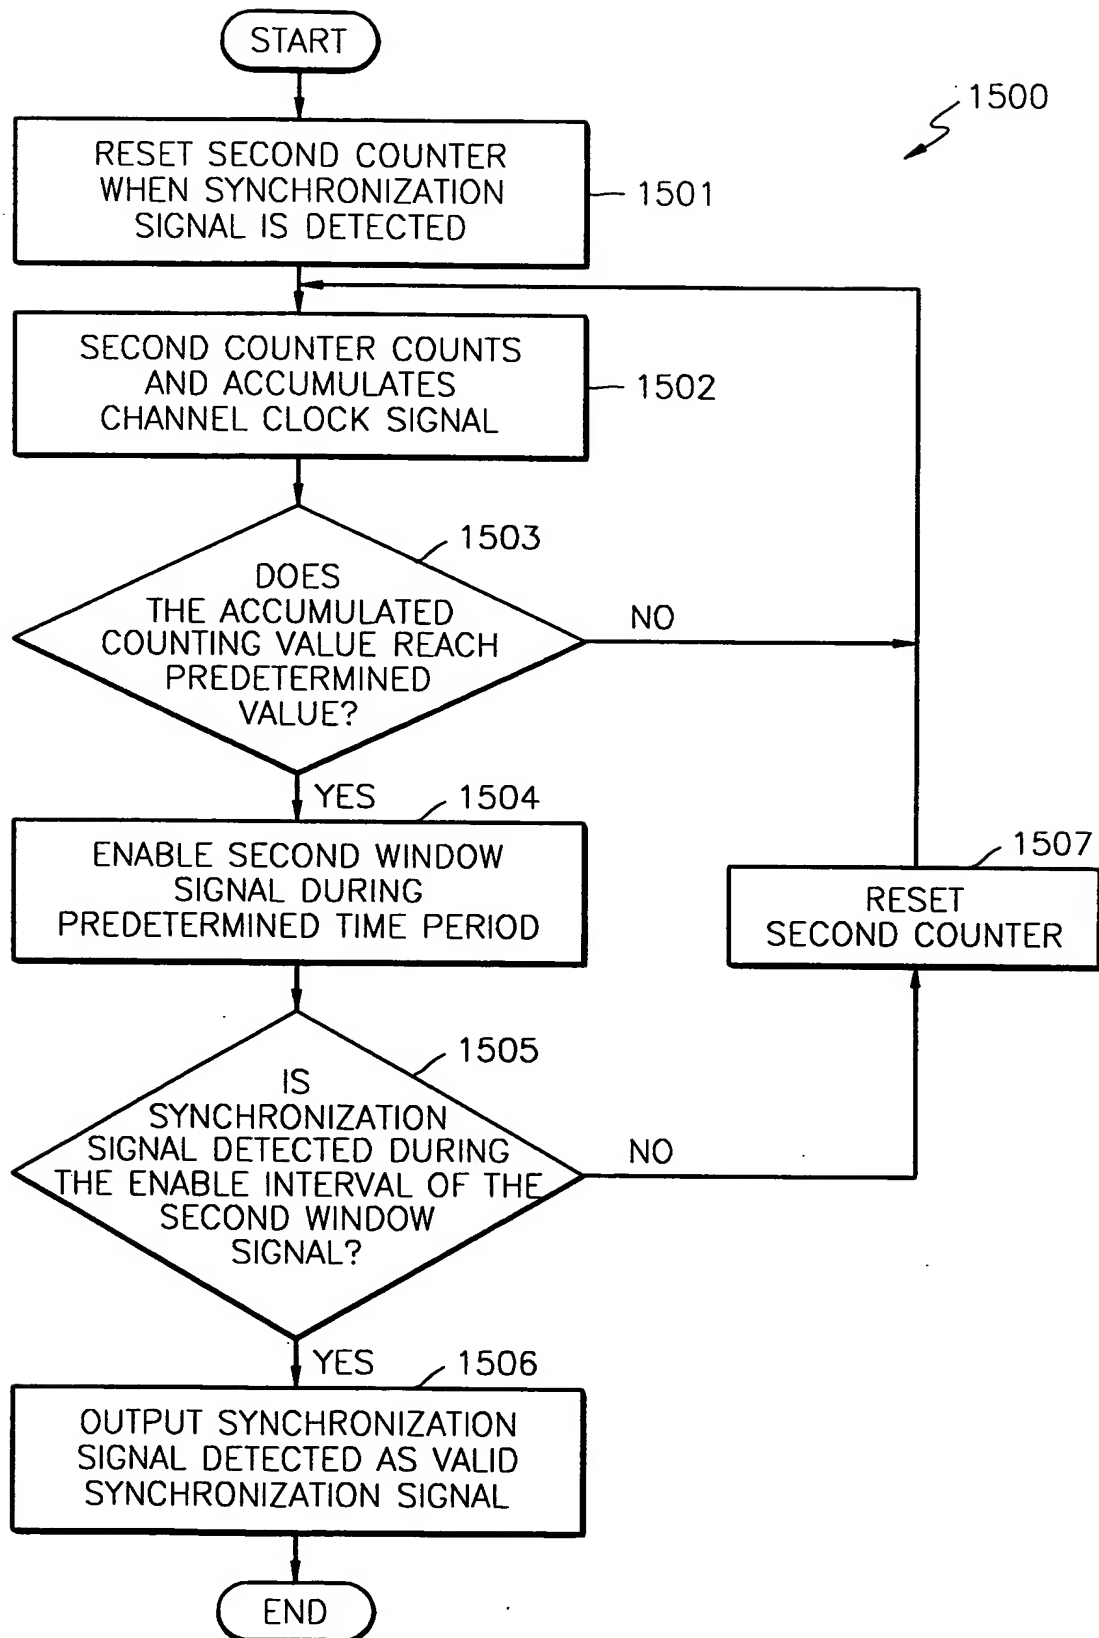 START
1500
RESET SECOND COUNTER
WHEN SYNCHRONIZATION
SIGNAL IS DETECTED
1501
SECOND COUNTER COUNTS
AND ACCUMULATES
CHANNEL CLOCK SIGNAL
1502
1503
DOES
THE ACCUMULATED
COUNTING VALUE REACH
PREDETERMINED
VALUE?
NO
YES
1504
ENABLE SECOND WINDOW
SIGNAL DURING
PREDETERMINED TIME PERIOD
1507
RESET
SECOND COUNTER
1505
IS
SYNCHRONIZATION
SIGNAL DETECTED DURING
THE ENABLE INTERVAL OF THE
SECOND WINDOW
SIGNAL?
NO
YES
1506
OUTPUT SYNCHRONIZATION
SIGNAL DETECTED AS VALID
SYNCHRONIZATION SIGNAL
END